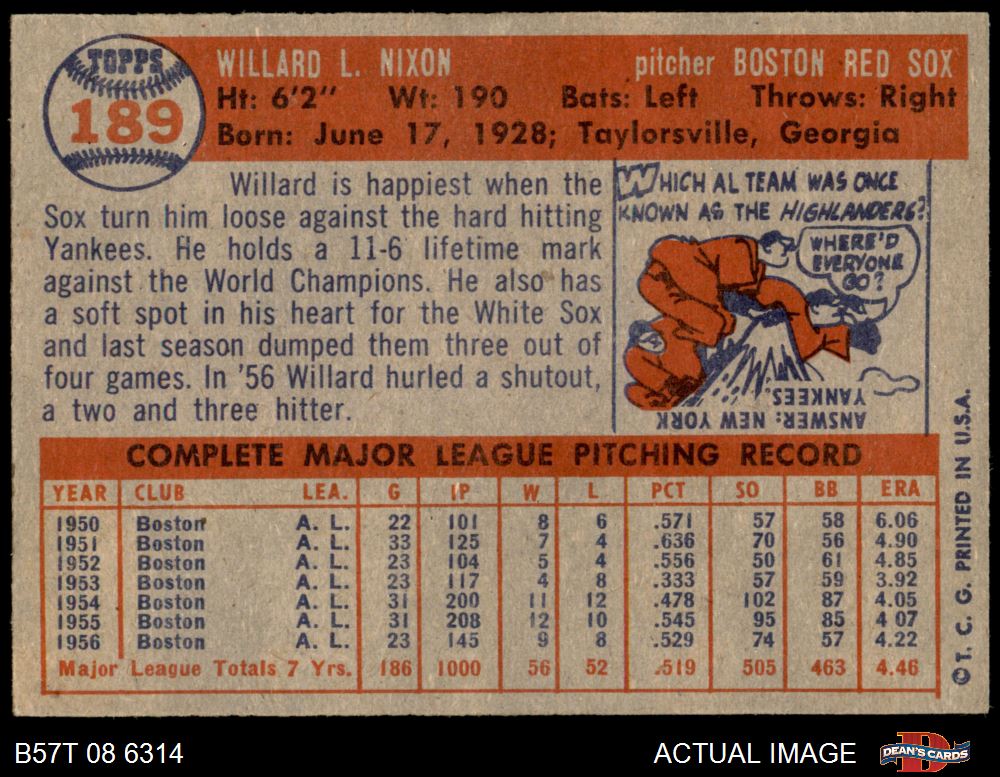 TOPPS
189
WILLARD L. NIXON pitcher BOSTON RED SOX
Ht: 6'2" Wt: 190 Bats: Left Throws: Right
Born: June 17, 1928; Taylorsville, Georgia
Willard is happiest when the
Sox turn him loose against the hard hitting
Yankees. He holds a 11-6 lifetime mark
against the World Champions. He also has
a soft spot in his heart for the White Sox
and last season dumped them three out of
four games. In '56 Willard hurled a shutout,
a two and three hitter.
WHICH AL TEAM WAS ONCE
KNOWN AS THE HIGHLANDERS?
WHERE'D
EVERYONE
GO?
ANSWER: NEW YORK
YANKEES.
COMPLETE MAJOR LEAGUE PITCHING RECORD
YEAR CLUB LEA. G IP W L PCT SO BB ERA
1950 Boston A. L. 22 101 8 6 .571 57 58 6.06
1951 Boston A. L. 33 125 7 4 .636 70 56 4.90
1952 Boston A. L. 23 104 5 4 .556 50 61 4.85
1953 Boston A. L. 23 117 4 8 .333 57 59 3.92
1954 Boston A. L. 31 200 11 12 .478 102 87 4.05
1955 Boston A. L. 31 208 12 10 .545 95 85 4 07
1956 Boston A. L. 23 145 9 8 .529 74 57 4.22
Major League Totals 7 Yrs. 186 1000 56 52 .519 505 463 4.46
©T. C. G. PRINTED IN U.S.A.
B57T 08 6314 ACTUAL IMAGE
DEAN'S CARDS